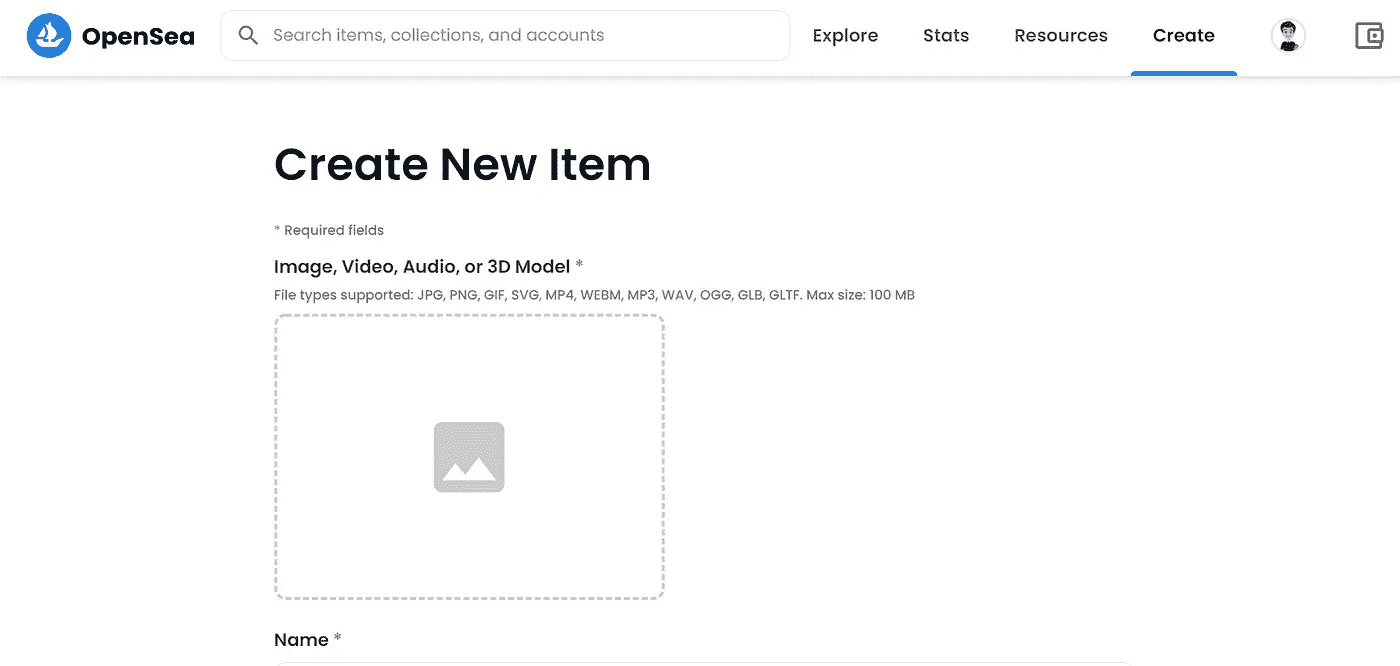 OpenSea
Search items, collections, and accounts
Explore
Stats
Resources
Create
Create New Item
* Required fields
Image, Video, Audio, or 3D Model *
File types supported: JPG, PNG, GIF, SVG, MP4, WEBM, MP3, WAV, OGG, GLB, GLTF. Max size: 100 MB
Name *